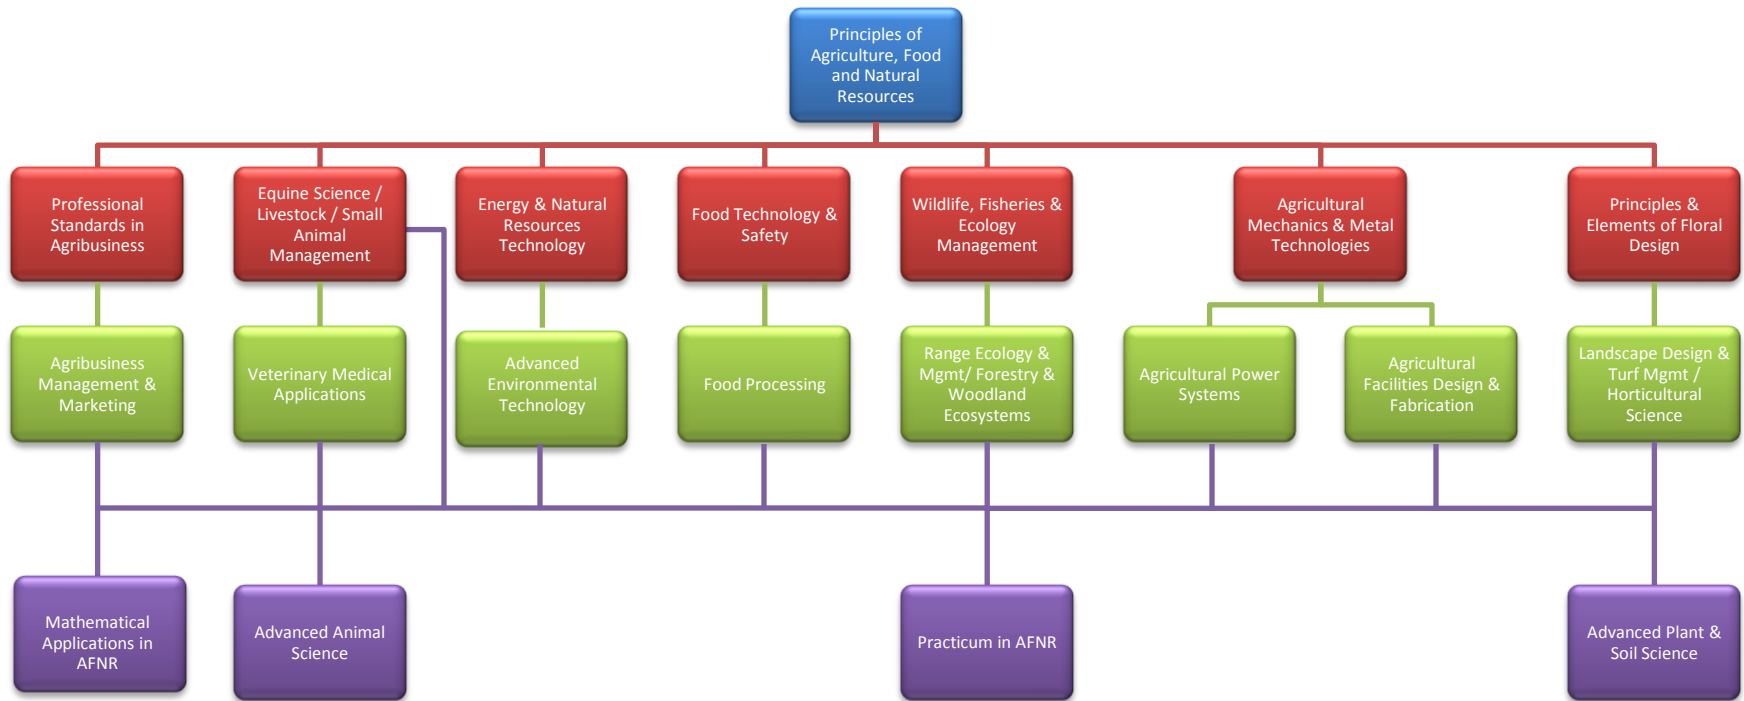 Principles of
Agriculture, Food
and Natural
Resources
Professional
Standards in
Agribusiness
Equine Science /
Livestock / Small
Animal
Management
Energy & Natural
Resources
Technology
Food Technology &
Safety
Wildlife, Fisheries &
Ecology
Management
Agricultural
Mechanics & Metal
Technologies
Principles &
Elements of Floral
Design
Agribusiness
Management &
Marketing
Veterinary Medical
Applications
Advanced
Environmental
Technology
Food Processing
Range Ecology &
Mgmt/ Forestry &
Woodland
Ecosystems
Agricultural Power
Systems
Agricultural
Facilities Design &
Fabrication
Landscape Design &
Turf Mgmt /
Horticultural
Science
Mathematical
Applications in
AFNR
Advanced Animal
Science
Practicum in AFNR
Advanced Plant &
Soil Science